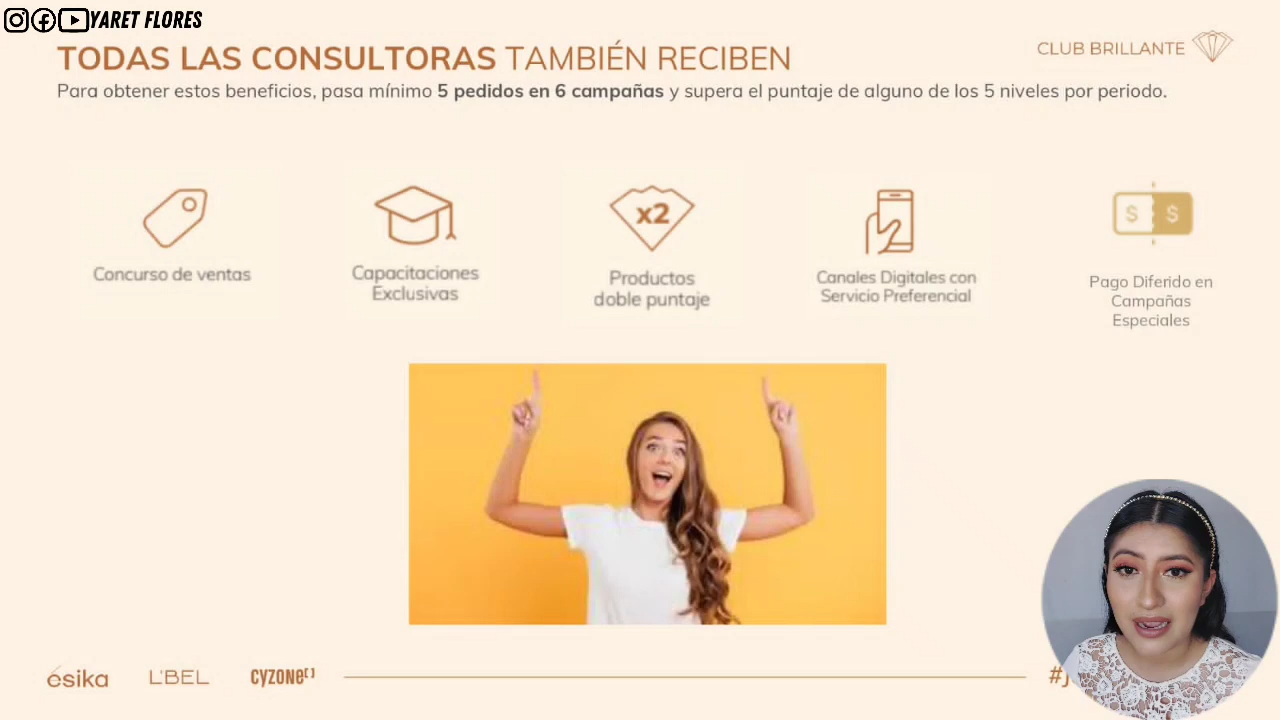 YARET FLORES
TODAS LAS CONSULTORAS TAMBIÉN RECIBEN
CLUB BRILLANTE
Para obtener estos beneficios, pasa mínimo 5 pedidos en 6 campañas y supera el puntaje de alguno de los 5 niveles por periodo.
Concurso de ventas
Capacitaciones
Exclusivas
x2
Productos
doble puntaje
Canales Digitales con
Servicio Preferencial
$ $
Pago Diferido en
Campañas
Especiales
ésika
L'BEL
cyzone[ ]